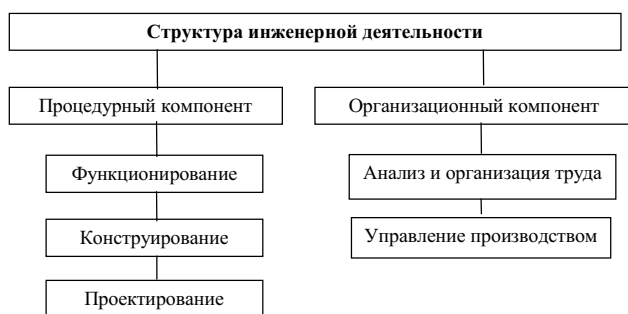 Структура инженерной деятельности
Процедурный компонент
Организационный компонент
Функционирование
Анализ и организация труда
Конструирование
Управление производством
Проектирование